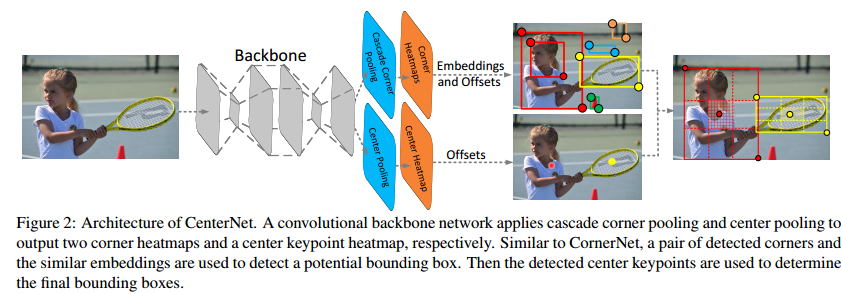 Backbone
Cascade Corner
Pooling
Corner
Heatmaps
Embeddings
and Offsets
Center Pooling
Center Heatmap
Offsets
Figure 2: Architecture of CenterNet. A convolutional backbone network applies cascade corner pooling and center pooling to
output two corner heatmaps and a center keypoint heatmap, respectively. Similar to CornerNet, a pair of detected corners and
the similar embeddings are used to detect a potential bounding box. Then the detected center keypoints are used to determine
the final bounding boxes.